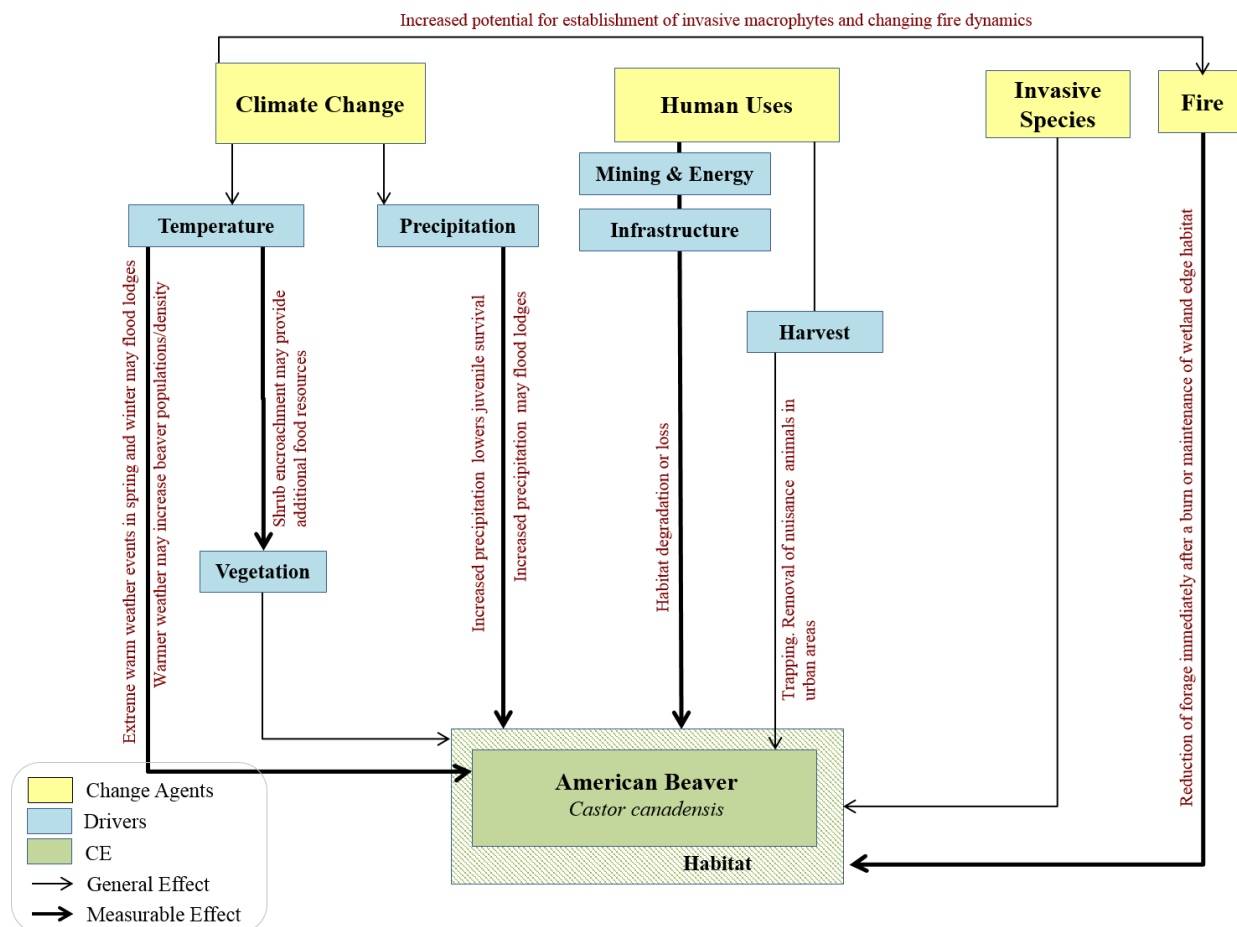 Increased potential for establishment of invasive macrophytes and changing fire dynamics
Climate Change
Human Uses
Invasive
Species
Fire
Mining & Energy
Temperature
Precipitation
Infrastructure
Harvest
Extreme warm weather events in spring and winter may flood lodges
Warmer weather may increase beaver populations/density
Shrub encroachment may provide
additional food resources
Increased precipitation lowers juvenile survival
Increased precipitation may flood lodges
Habitat degradation or loss
Trapping. Removal of nuisance animals in
urban areas
Reduction of forage immediately after a burn or maintenance of wetland edge habitat
Vegetation
American Beaver
Castor canadensis
Habitat
Change Agents
Drivers
CE
General Effect
Measurable Effect